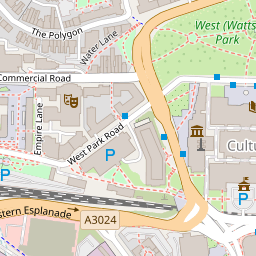 The Polygon
Water Lane
West (Watts
Park
Commercial Road
Empire Lane
West Park Road
P
Cultu
P
P
stern Esplanade
A3024